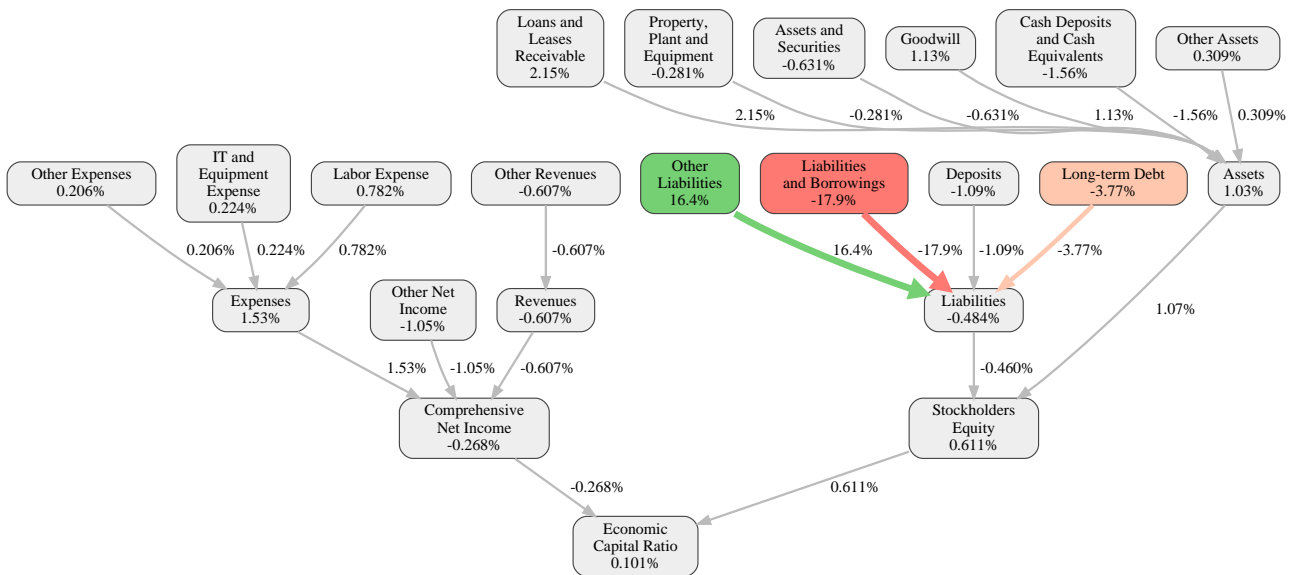 Loans and
Leases
Receivable
2.15%
Property,
Plant and
Equipment
-0.281%
Assets and
Securities
-0.631%
Goodwill
1.13%
Cash Deposits
and Cash
Equivalents
-1.56%
Other Assets
0.309%
2.15%
-0.281%
-0.631%
1.13%
-1.56%
0.309%
Other Expenses
0.206%
IT and
Equipment
Expense
0.224%
Labor Expense
0.782%
Other Revenues
-0.607%
Other
Liabilities
16.4%
Liabilities
and Borrowings
-17.9%
Deposits
-1.09%
Long-term Debt
-3.77%
Assets
1.03%
0.206%
0.224%
0.782%
-0.607%
16.4%
-17.9%
-1.09%
-3.77%
Expenses
1.53%
Other Net
Income
-1.05%
Revenues
-0.607%
Liabilities
-0.484%
1.07%
1.53%
-1.05%
-0.607%
-0.460%
Comprehensive
Net Income
-0.268%
Stockholders
Equity
0.611%
-0.268%
0.611%
Economic
Capital Ratio
0.101%